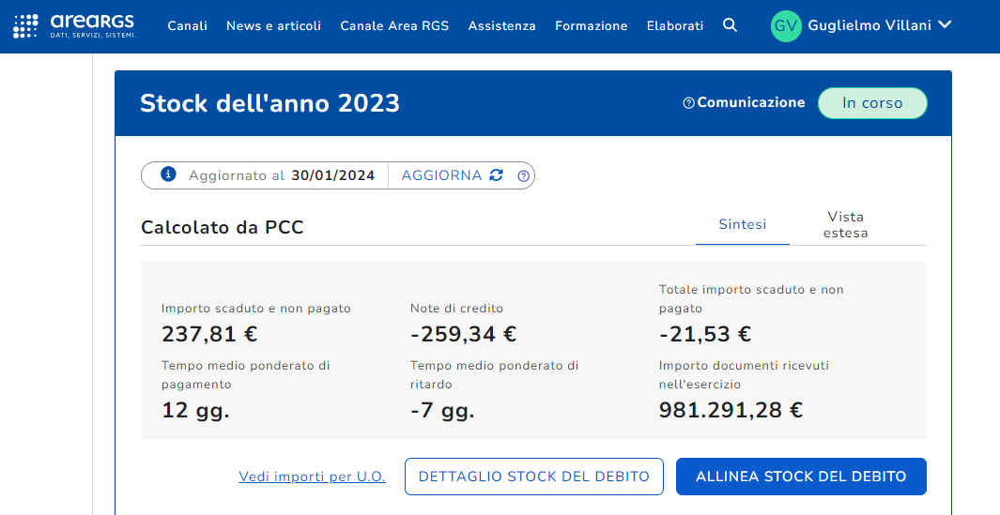 areaRGS
DATI, SERVIZI, SISTEMI.
Canali News e articoli Canale Area RGS Assistenza Formazione Elaborati
GV Guglielmo Villani
Stock dell'anno 2023
Comunicazione In corso
Aggiornato al 30/01/2024 AGGIORNA
Calcolato da PCC
Sintesi
Vista
estesa
Importo scaduto e non pagato
237,81 €
Note di credito
-259,34 €
Totale importo scaduto e non
pagato
-21,53 €
Tempo medio ponderato di
pagamento
12 gg.
Tempo medio ponderato di
ritardo
-7 gg.
Importo documenti ricevuti
nell'esercizio
981.291,28 €
Vedi importi per U.O.
DETTAGLIO STOCK DEL DEBITO
ALLINEA STOCK DEL DEBITO